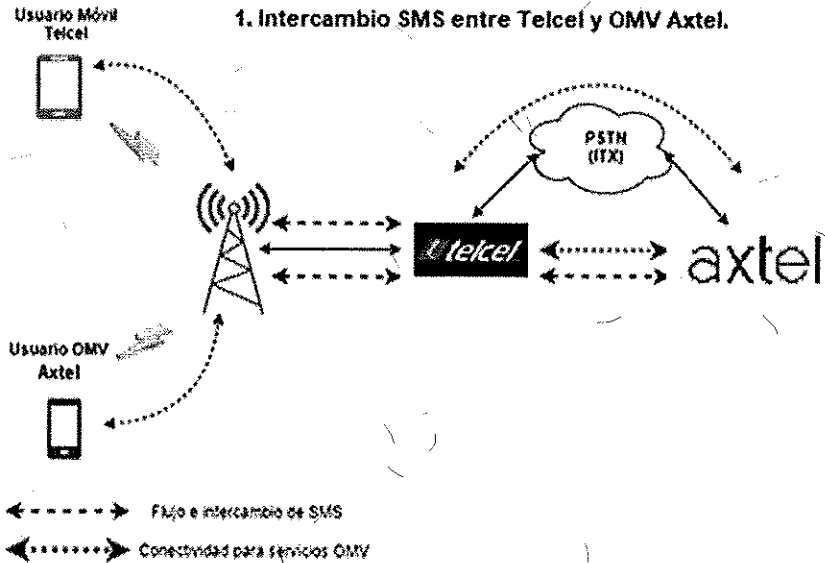 Usuario Móvil
Telcel
1. Intercambio SMS entre Telcel y OMV Axtel.
PSTN
(ITX)
telcel
axtel
Usuario OMV
Axtel
Flujo e intercambio de SMS
Conectividad para servicios OMV